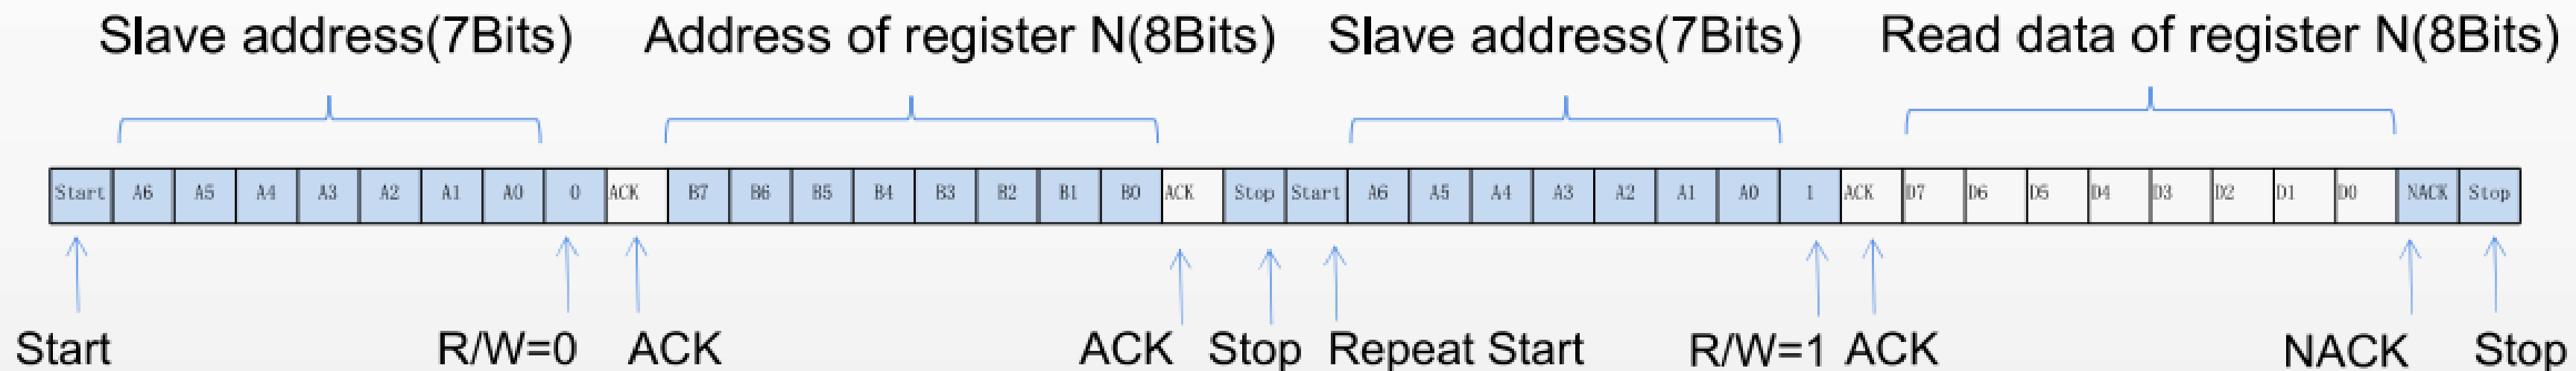 Slave address(7Bits) Address of register N(8Bits) Slave address(7Bits) Read data of register N(8Bits)
Start A6 A5 A4 A3 A2 A1 A0 0 ACK B7 B6 B5 B4 B3 B2 B1 B0 ACK Stop Start A6 A5 A4 A3 A2 A1 A0 1 ACK D7 D6 D5 D4 D3 D2 D1 D0 NACK Stop
Start R/W=0 ACK ACK Stop Repeat Start R/W=1 ACK NACK Stop